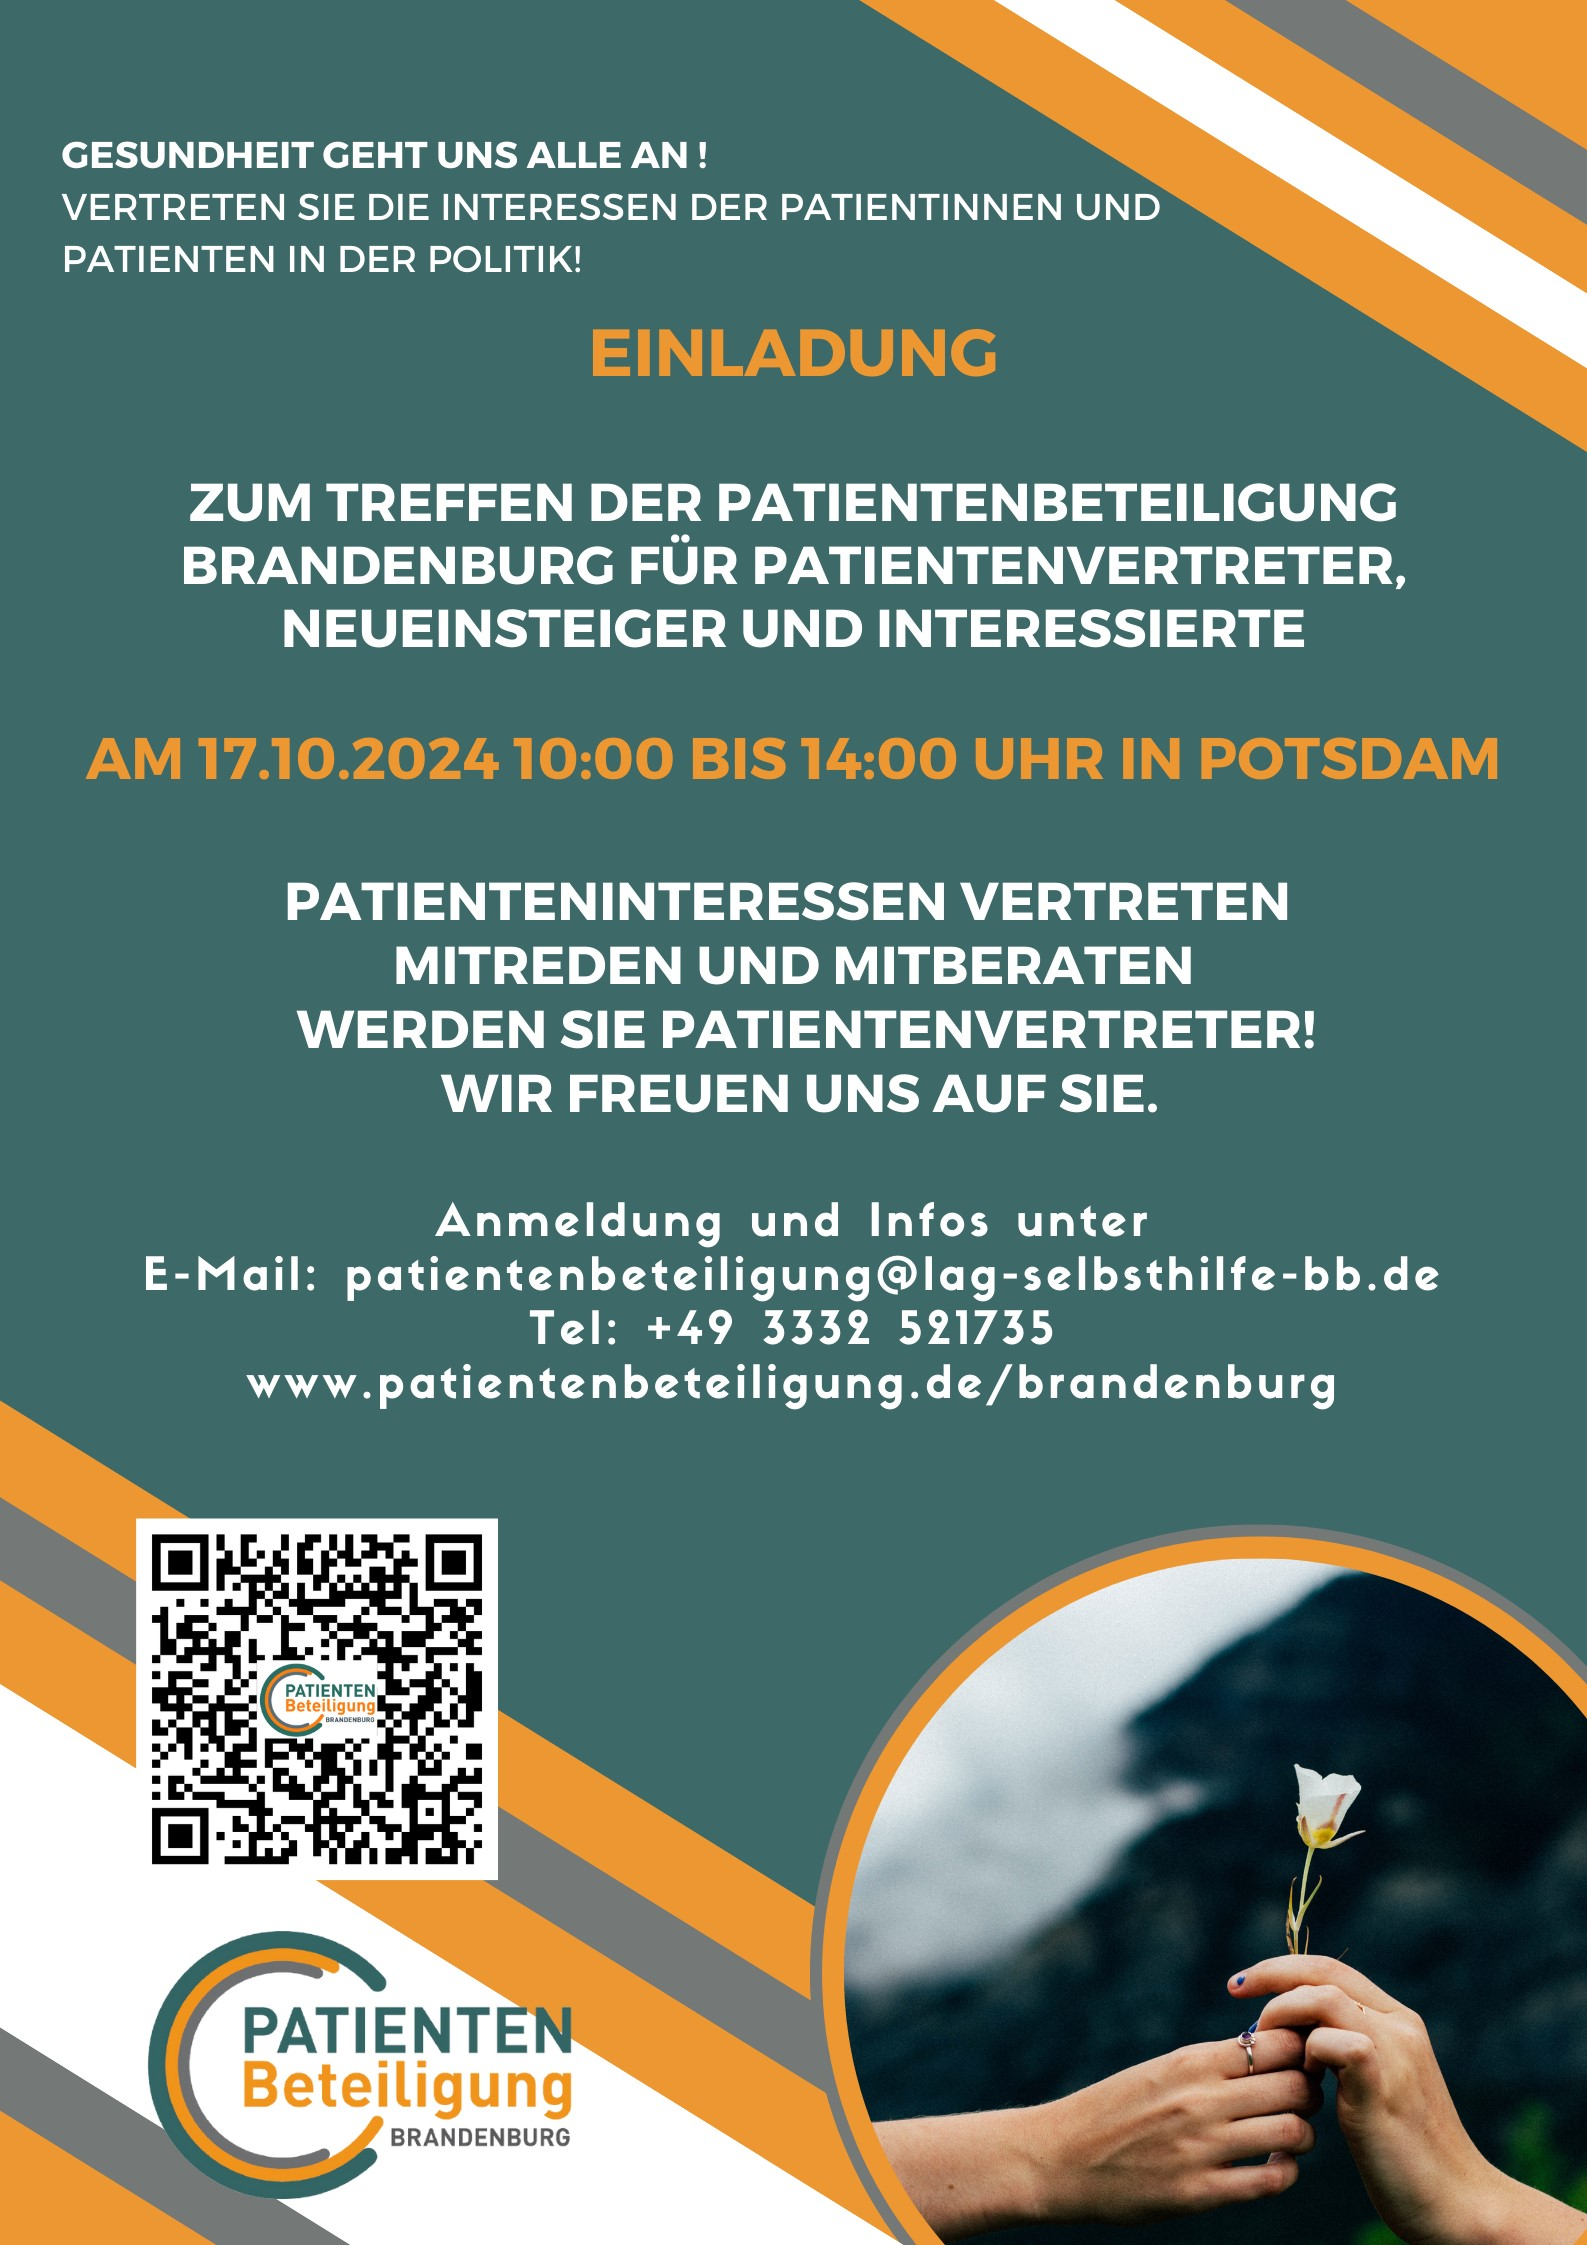 GESUNDHEIT GEHT UNS ALLE AN !
VERTRETEN SIE DIE INTERESSEN DER PATIENTINNEN UND
PATIENTEN IN DER POLITIK!
EINLADUNG
ZUM TREFFEN DER PATIENTENBETEILIGUNG
BRANDENBURG FÜR PATIENTENVERTRETER,
NEUEINSTEIGER UND INTERESSIERTE
AM 17.10.2024 10:00 BIS 14:00 UHR IN POTSDAM
PATIENTENINTERESSEN VERTRETEN
MITREDEN UND MITBERATEN
WERDEN SIE PATIENTENVERTRETER!
WIR FREUEN UNS AUF SIE.
Anmeldung und Infos unter
E-Mail: patientenbeteiligung@lag-selbsthilfe-bb.de
Tel: +49 3332 521735
www.patientenbeteiligung.de/brandenburg
PATIENTEN
Beteiligung
BRANDENBURG
PATIENTEN
Beteiligung
BRANDENBURG